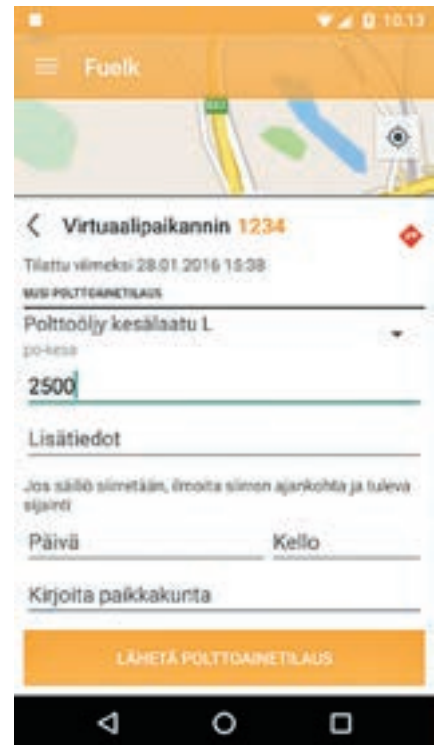 10.13
Fuelk
Virtuaalipaikannin 1234
Tilattu viimeksi 28.01.2016 15:38
UUSI POLTTOAINETILAUS
Polttoöljy kesälaatu L
po-kesa
2500
Lisätiedot
Jos säiliö siirretään, ilmoita siirron ajankohta ja tuleva
sijainti
Päivä Kello
Kirjoita paikkakunta
LÄHETÄ POLTTOAINETILAUS